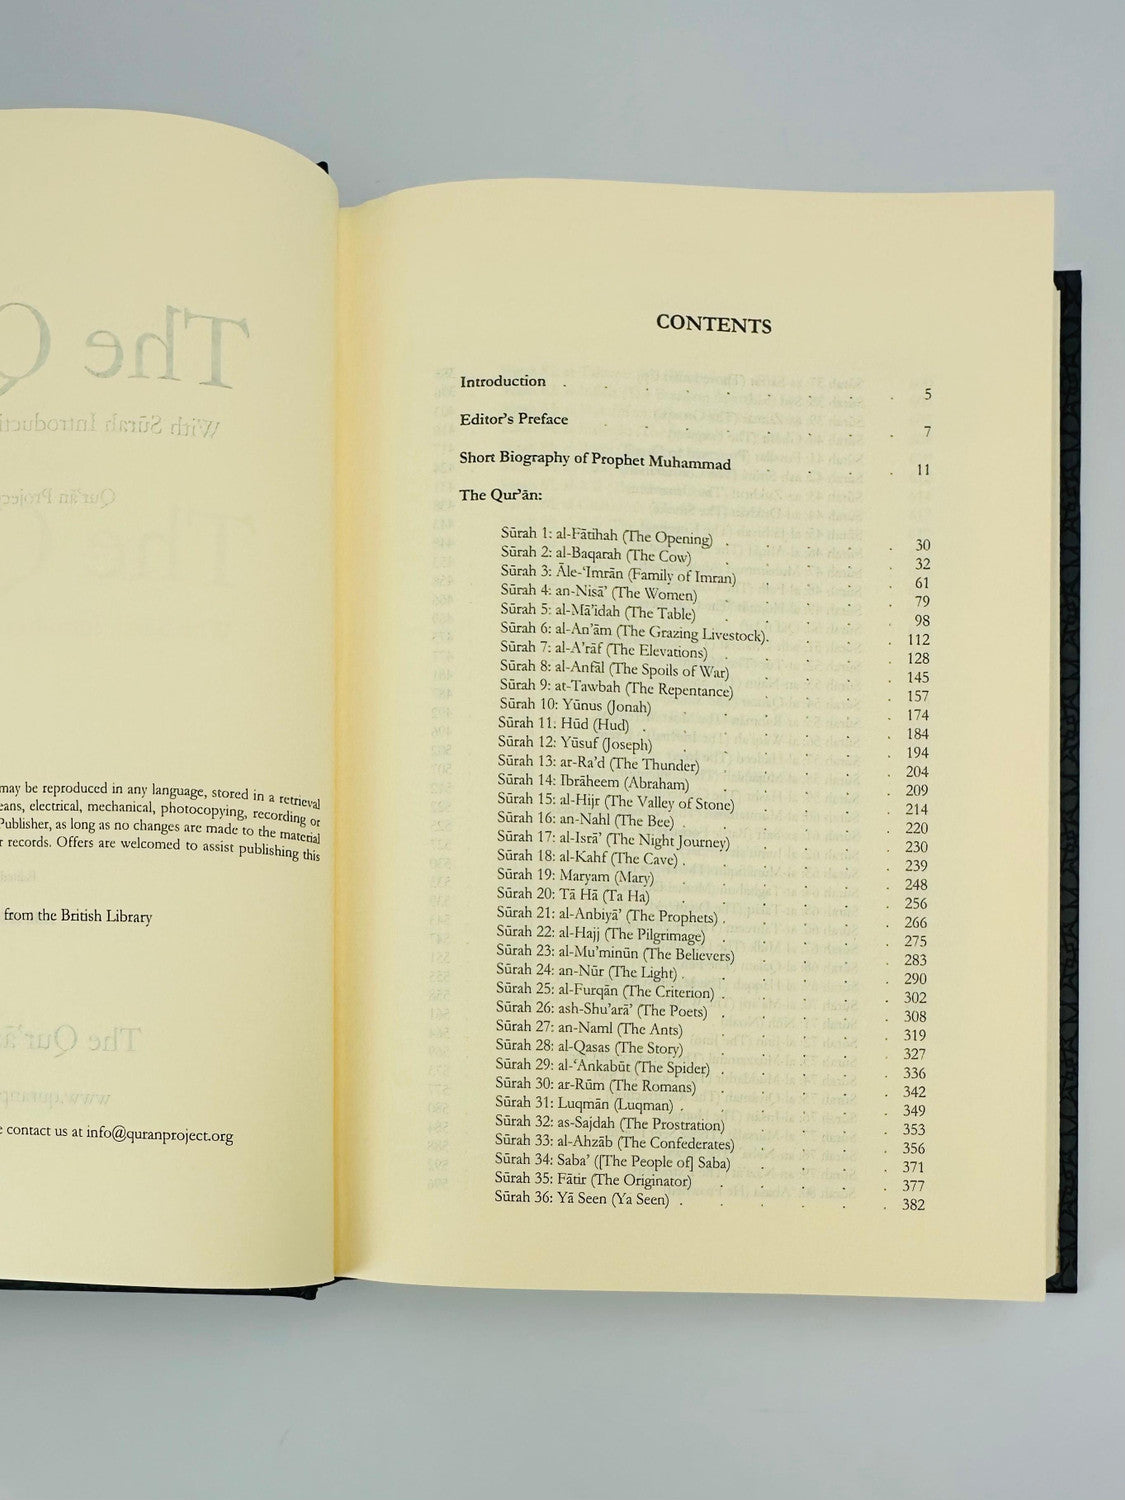 may be reproduced in any language, stored in a retrieval
eans, electrical, mechanical, photocopying, recording or
Publisher, as long as no changes are made to the material
r records. Offers are welcomed to assist publishing this
from the British Library
e contact us at info@quranproject.org
CONTENTS
Introduction . . . . . . . . . 5
Editor's Preface . . . . . . . . 7
Short Biography of Prophet Muhammad . . . . 11
The Qur'ān:
Sūrah 1: al-Fātihah (The Opening) . . . . . 30
Sūrah 2: al-Baqarah (The Cow) . . . . . 32
Sūrah 3: Āle-'Imrān (Family of Imran) . . . . 61
Sūrah 4: an-Nisā' (The Women) . . . . . 79
Sūrah 5: al-Mā'idah (The Table) . . . . . 98
Sūrah 6: al-An'ām (The Grazing Livestock). . . . 112
Sūrah 7: al-A'rāf (The Elevations) . . . . . 128
Sūrah 8: al-Anfāl (The Spoils of War) . . . . 145
Sūrah 9: at-Tawbah (The Repentance) . . . . 157
Sūrah 10: Yūnus (Jonah) . . . . . . 174
Sūrah 11: Hūd (Hud) . . . . . . . 184
Sūrah 12: Yūsuf (Joseph) . . . . . . 194
Sūrah 13: ar-Ra'd (The Thunder) . . . . . 204
Sūrah 14: Ibrāheem (Abraham) . . . . . 209
Sūrah 15: al-Hijr (The Valley of Stone) . . . . 214
Sūrah 16: an-Nahl (The Bee) . . . . . . 220
Sūrah 17: al-Isrā' (The Night Journey) . . . . 230
Sūrah 18: al-Kahf (The Cave) . . . . . . 239
Sūrah 19: Maryam (Mary) . . . . . . 248
Sūrah 20: Tā Hā (Ta Ha) . . . . . . 256
Sūrah 21: al-Anbiyā' (The Prophets) . . . . . 266
Sūrah 22: al-Hajj (The Pilgrimage) . . . . . 275
Sūrah 23: al-Mu'minūn (The Believers) . . . . 283
Sūrah 24: an-Nūr (The Light) . . . . . . 290
Sūrah 25: al-Furqān (The Criterion) . . . . . 302
Sūrah 26: ash-Shu'arā' (The Poets) . . . . . 308
Sūrah 27: an-Naml (The Ants) . . . . . 319
Sūrah 28: al-Qasas (The Story) . . . . . 327
Sūrah 29: al-'Ankabūt (The Spider) . . . . . 336
Sūrah 30: ar-Rūm (The Romans) . . . . . 342
Sūrah 31: Luqmān (Luqman) . . . . . . 349
Sūrah 32: as-Sajdah (The Prostration) . . . . 353
Sūrah 33: al-Ahzāb (The Confederates) . . . . 356
Sūrah 34: Saba' ([The People of] Saba) . . . . 371
Sūrah 35: Fātir (The Originator) . . . . . 377
Sūrah 36: Yā Seen (Ya Seen) . . . . . . 382